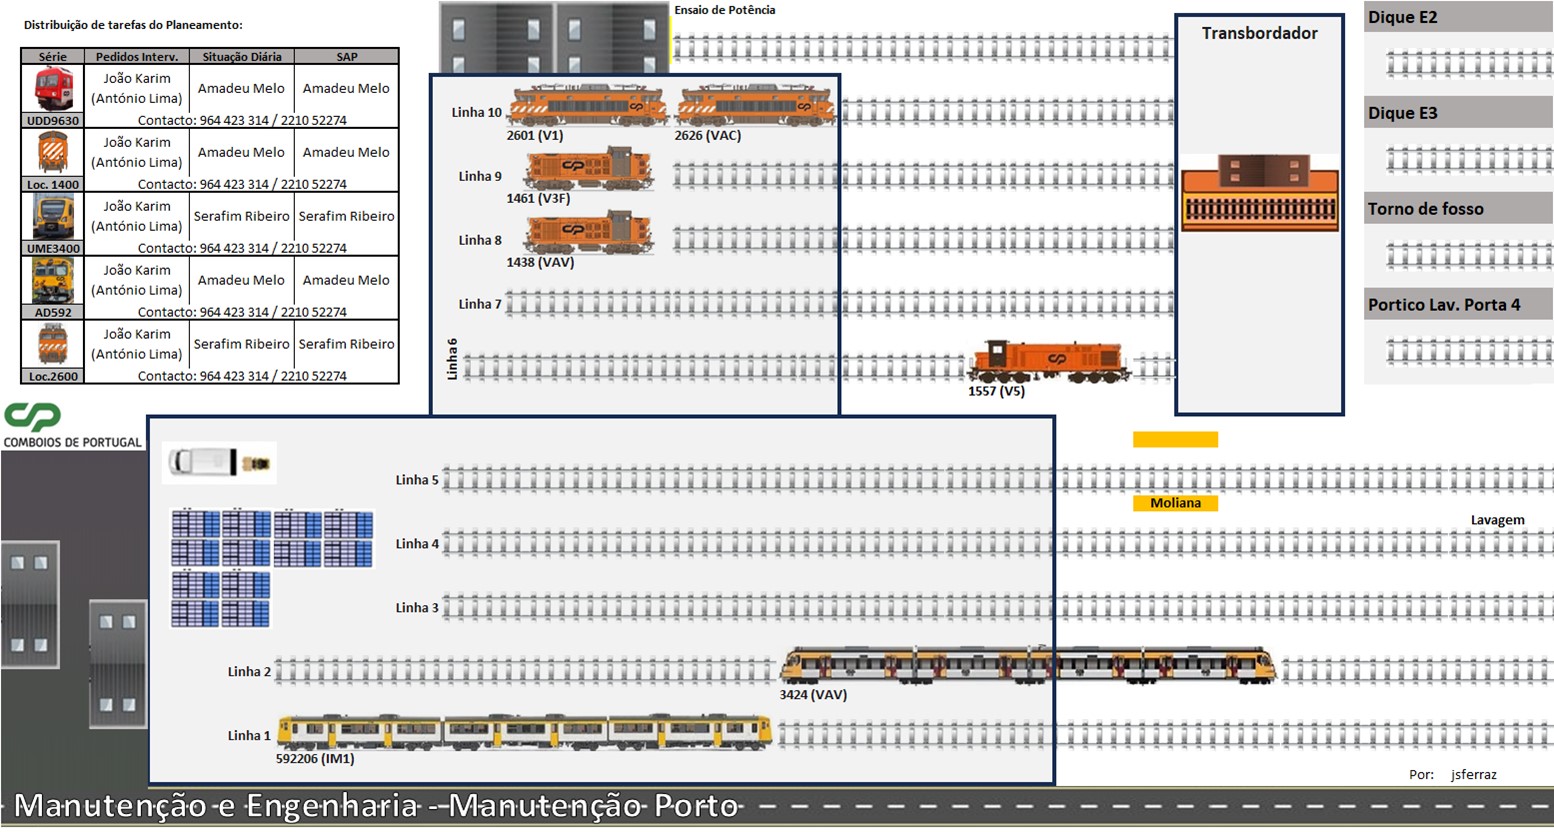 Distribuição de tarefas do Planeamento:
Série Pedidos Interv. Situação Diária SAP
João Karim
(António Lima) Amadeu Melo Amadeu Melo
UDD9630 Contacto: 964 423 314 / 2210 52274
João Karim
(António Lima) Amadeu Melo Amadeu Melo
Loc. 1400 Contacto: 964 423 314 / 2210 52274
João Karim
(António Lima) Serafim Ribeiro Serafim Ribeiro
UME3400 Contacto: 964 423 314 / 2210 52274
João Karim
(António Lima) Amadeu Melo Amadeu Melo
AD592 Contacto: 964 423 314 / 2210 52274
João Karim
(António Lima) Serafim Ribeiro Serafim Ribeiro
Loc.2600 Contacto: 964 423 314 / 2210 52274
CP
COMBOIOS DE PORTUGAL
Ensaio de Potência
Linha 10
2601 (V1) 2626 (VAC)
Linha 9
1461 (V3F)
Linha 8
1438 (VAV)
Linha 7
Linha 6
1557 (V5)
Transbordador
Dique E2
Dique E3
Torno de fosso
Portico Lav. Porta 4
Linha 5
Moliana
Lavagem
Linha 4
Linha 3
Linha 2
3424 (VAV)
Linha 1
592206 (IM1)
Por: jsferraz
Manutenção e Engenharia - Manutenção Porto